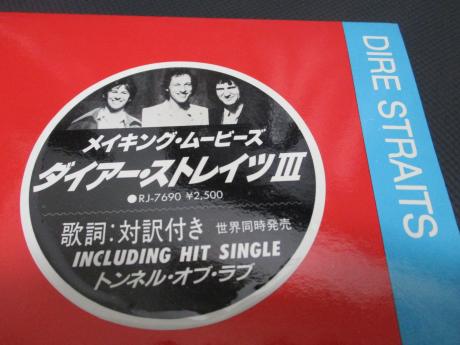 メイキング・ムービーズ
ダイアー・ストレイツIII
●RJ-7690 ¥2,500
歌詞:対訳付き 世界同時発売
INCLUDING HIT SINGLE
トンネル・オブ・ラブ
DIRE STRAITS